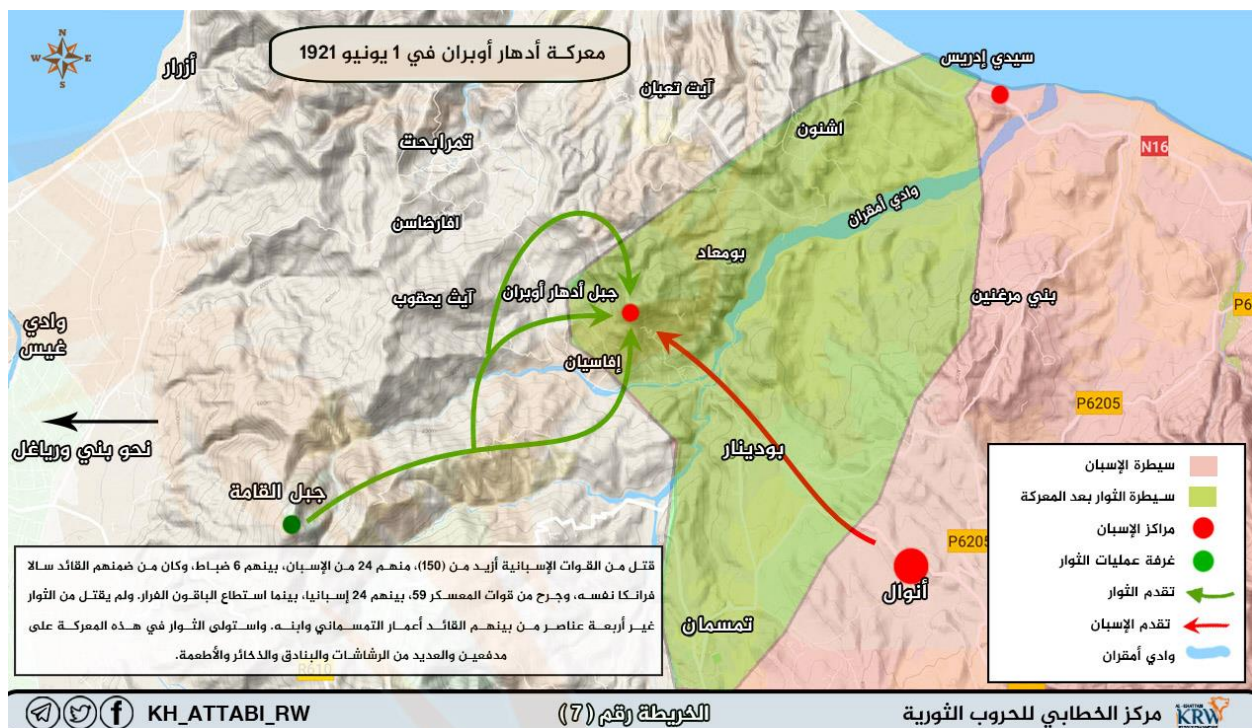 معركة أدهار أوبران في 1 يونيو 1921
سيدي إدريس
أزرار
آيت تعبان
اشنون
تمرابحت
N16
وادي أمقران
افارضاسن
بومعاد
جبل أدهار أوبران
آيث يعقوب
بني مرغنين
P6
وادي
غيس
إفاسيان
P6205
نحو بني ورياغل
بودينار
جبل القامة
P6205
أنوال
تمسمان
سيطرة الإسبان
سيطرة الثوار بعد المعركة
مراكز الإسبان
غرفة عمليات الثوار
تقدم الثوار
تقدم الإسبان
وادي أمقران
قتل من القوات الإسبانية أزيد من (150)، منهم 24 من الإسبان، بينهم 6 ضباط، وكان من ضمنهم القائد سالا
فرانكا نفسه، وجرح من قوات المعسكر 59، بينهم 24 إسبانيا، بينما استطاع الباقون الفرار. ولم يقتل من الثوار
غير أربعة عناصر من بينهم القائد أعمار التمسماني وابنه. واستولى الثوار في هذه المعركة على
مدفعين والعديد من الرشاشات والبنادق والذخائر والأطعمة.
R610
مركز الخطابي للحروب الثورية
الخريطة رقم (7)
KH_ATTABI_RW
AL-KHATTABI
KRW
N
W
E
S